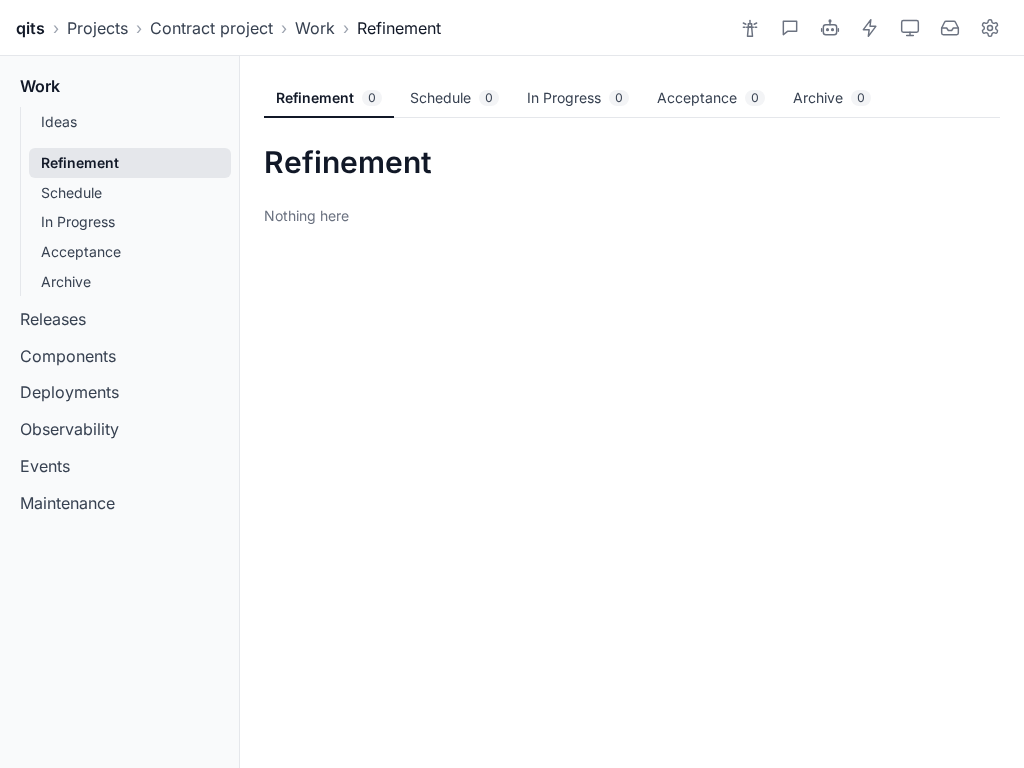 qits › Projects › Contract project › Work › Refinement
Work
Ideas
Refinement
Schedule
In Progress
Acceptance
Archive
Releases
Components
Deployments
Observability
Events
Maintenance
Refinement 0 Schedule 0 In Progress 0 Acceptance 0 Archive 0
Refinement
Nothing here